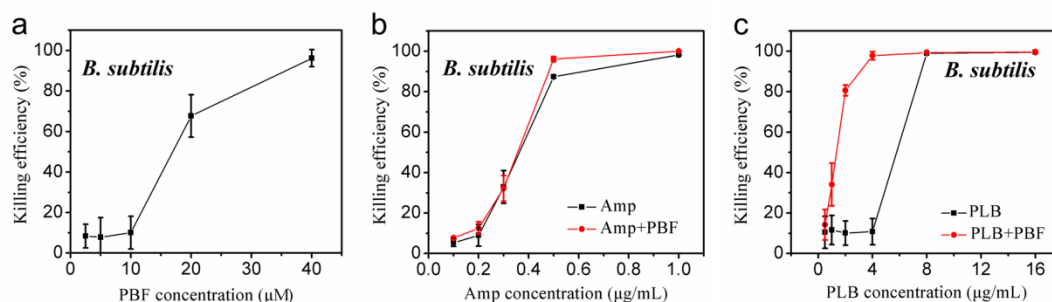 a
Killing efficiency (%)
100
80
60
40
20
0
B. subtilis
0
10
20
30
40
PBF concentration (μM)
b
Killing efficiency (%)
100
80
60
40
20
0
B. subtilis
Amp
Amp+PBF
0.0
0.2
0.4
0.6
0.8
1.0
Amp concentration (μg/mL)
c
Killing efficiency (%)
100
80
60
40
20
0
B. subtilis
PLB
PLB+PBF
0
4
8
12
16
PLB concentration (μg/mL)